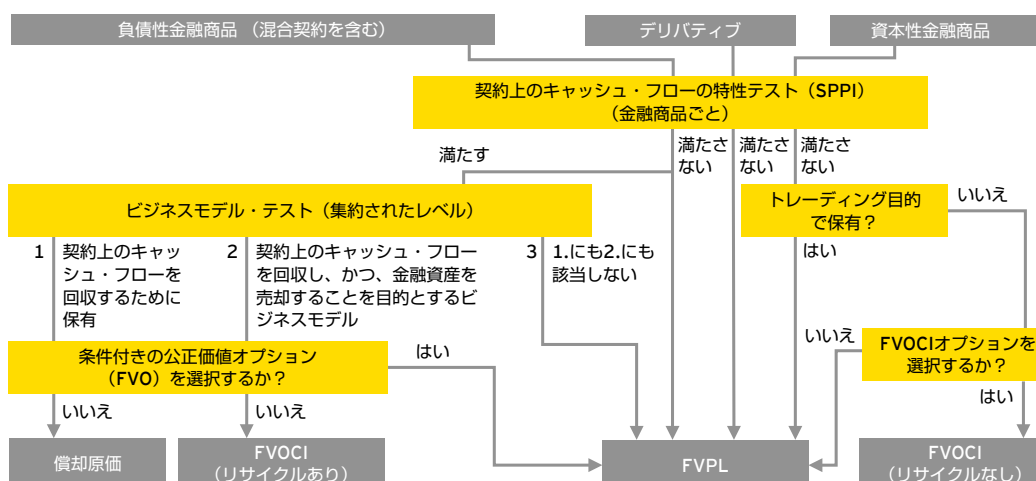 負債性金融商品 （混合契約を含む）
デリバティブ
資本性金融商品
契約上のキャッシュ・フローの特性テスト（SPPI）
（金融商品ごと）
満たす
満たさ
ない
満たさ
ない
満たさ
ない
ビジネスモデル・テスト（集約されたレベル）
トレーディング目的
で保有？
いいえ
はい
1 契約上のキャッ
シュ・フローを
回収するために
保有
2 契約上のキャッシュ・フロー
を回収し、かつ、金融資産を
売却することを目的とするビ
ジネスモデル
3 1.にも2.にも
該当しない
条件付きの公正価値オプション
（FVO）を選択するか？
はい
いいえ
FVOCIオプションを
選択するか？
はい
いいえ
いいえ
償却原価
FVOCI
（リサイクルあり）
FVPL
FVOCI
（リサイクルなし）